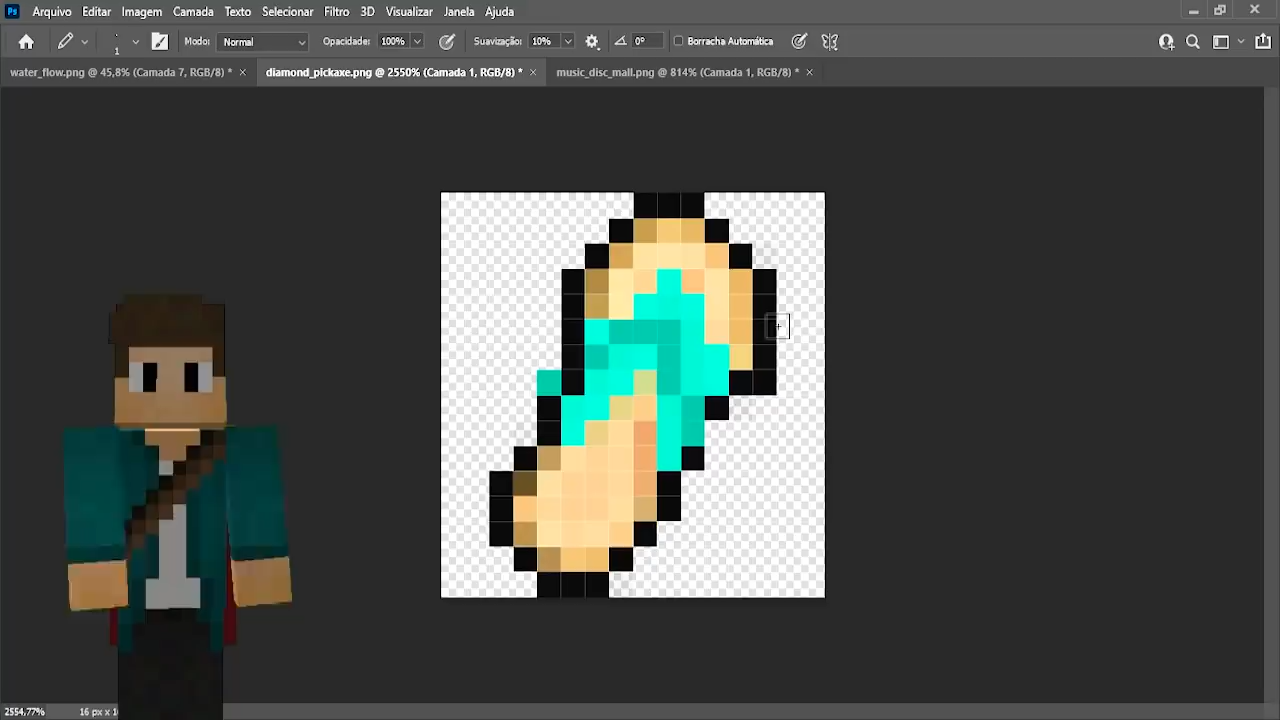 Ps Arquivo Editar Imagem Camada Texto Selecionar Filtro 3D Visualizar Janela Ajuda
1 Modo: Normal Opacidade: 100% Suavização: 10% 0° Borracha Automática
water_flow.png @ 45,8% (Camada 7, RGB/8) * × diamond_pickaxe.png @ 2550% (Camada 1, RGB/8) * × music_disc_mall.png @ 814% (Camada 1, RGB/8) * ×
2554,77% 16 px x 1